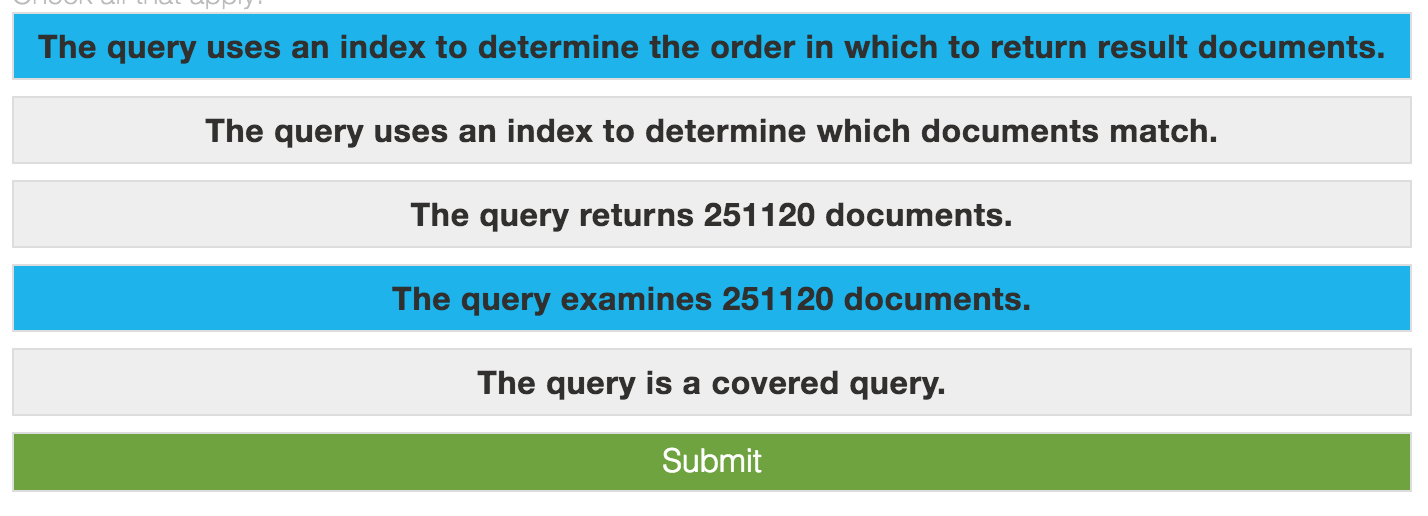 Check all that apply:
The query uses an index to determine the order in which to return result documents.
The query uses an index to determine which documents match.
The query returns 251120 documents.
The query examines 251120 documents.
The query is a covered query.
Submit